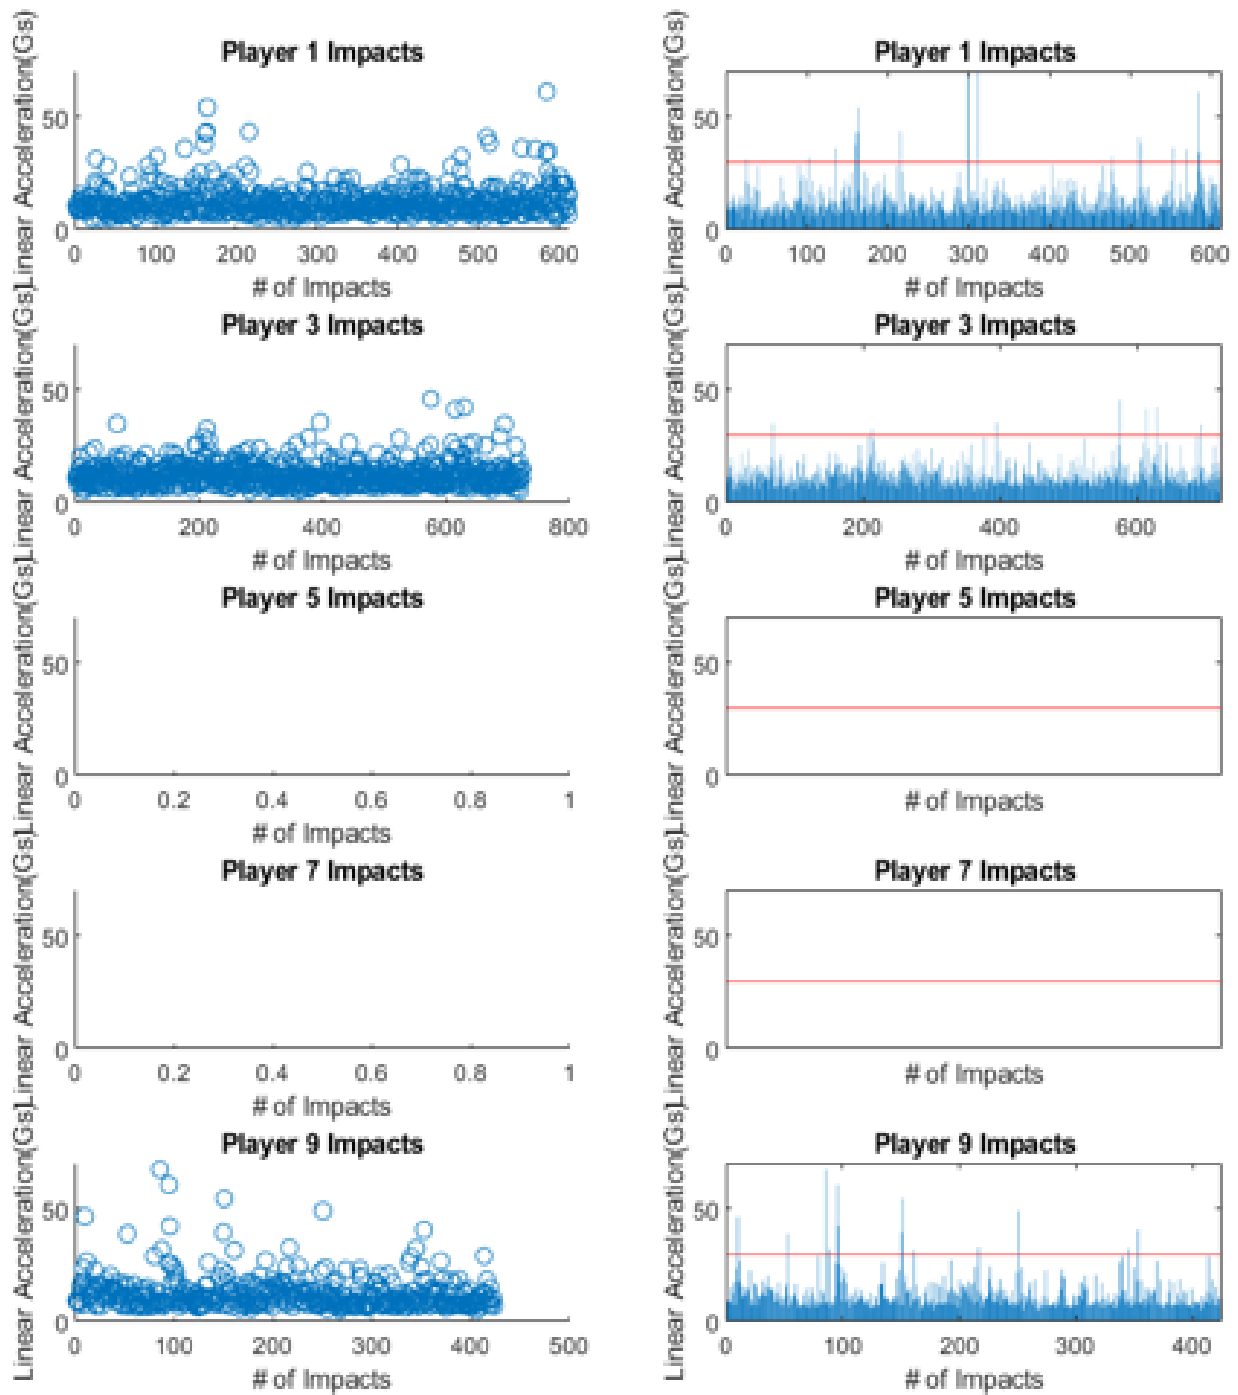 Player 1 Impacts
Linear Acceleration(Gs)
50
0
0 100 200 300 400 500 600
# of Impacts
Player 1 Impacts
Linear Acceleration(Gs)
50
0
0 100 200 300 400 500 600
# of Impacts
Player 3 Impacts
Linear Acceleration(Gs)
50
0
0 200 400 600 800
# of Impacts
Player 3 Impacts
Linear Acceleration(Gs)
50
0
0 200 400 600
# of Impacts
Player 5 Impacts
Linear Acceleration(Gs)
50
0
0 0.2 0.4 0.6 0.8 1
# of Impacts
Player 5 Impacts
Linear Acceleration(Gs)
50
0
# of Impacts
Player 7 Impacts
Linear Acceleration(Gs)
50
0
0 0.2 0.4 0.6 0.8 1
# of Impacts
Player 7 Impacts
Linear Acceleration(Gs)
50
0
# of Impacts
Player 9 Impacts
Linear Acceleration(Gs)
50
0
0 100 200 300 400 500
# of Impacts
Player 9 Impacts
Linear Acceleration(Gs)
50
0
0 100 200 300 400
# of Impacts